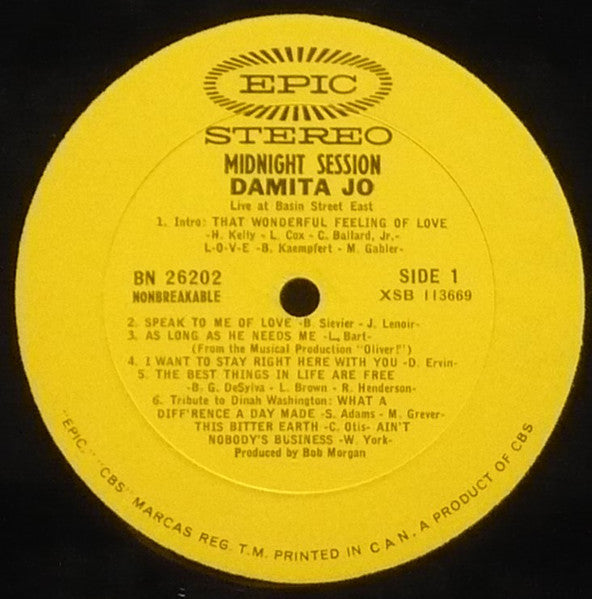 EPIC
STEREO
MIDNIGHT SESSION
DAMITA JO
Live at Basin Street East
1. Intro: THAT WONDERFUL FEELING OF LOVE
-H. Kelly - L. Cox - C. Ballard, Jr.-
L-O-V-E -B. Kaempfert - M. Gabler-
BN 26202
NONBREAKABLE
SIDE 1
XSB 113669
2. SPEAK TO ME OF LOVE -B. Sievier - J. Lenoir-
3. AS LONG AS HE NEEDS ME -L. Bart-
(From the Musical Production "Oliver!")
4. I WANT TO STAY RIGHT HERE WITH YOU -D. Ervin-
5. THE BEST THINGS IN LIFE ARE FREE
-B. G. DeSylva - L. Brown - R. Henderson-
6. Tribute to Dinah Washington: WHAT A
DIFF'RENCE A DAY MADE -S. Adams - M. Grever-
THIS BITTER EARTH -C. Otis- AIN'T
NOBODY'S BUSINESS -W. York-
Produced by Bob Morgan
"EPIC," "CBS" MARCAS REG. T.M. PRINTED IN CAN. A PRODUCT OF CBS